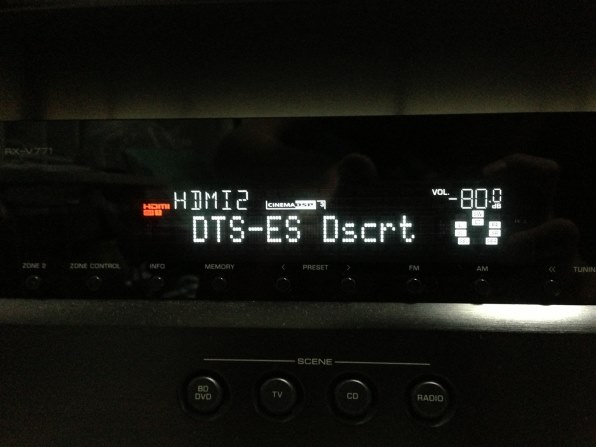 RX-V771
HDMI HDMI2 CINEMA DSP VOL. -80.0 dB
DTS-ES Dscrt
ZONE 2 ZONE CONTROL INFO MEMORY < PRESET > FM AM << TUNIN
SCENE
BD DVD TV CD RADIO